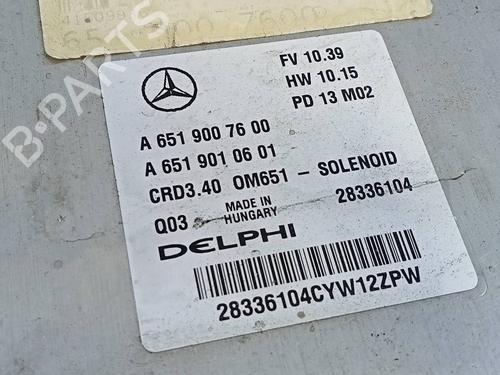 FV 10.39
HW 10.15
PD 13 M02
A 651 900 76 00
A 651 901 06 01
CRD3.40 OM651 - SOLENOID
Q03 MADE IN HUNGARY 28336104
DELPHI
28336104CYW12ZPW
B-PARTS